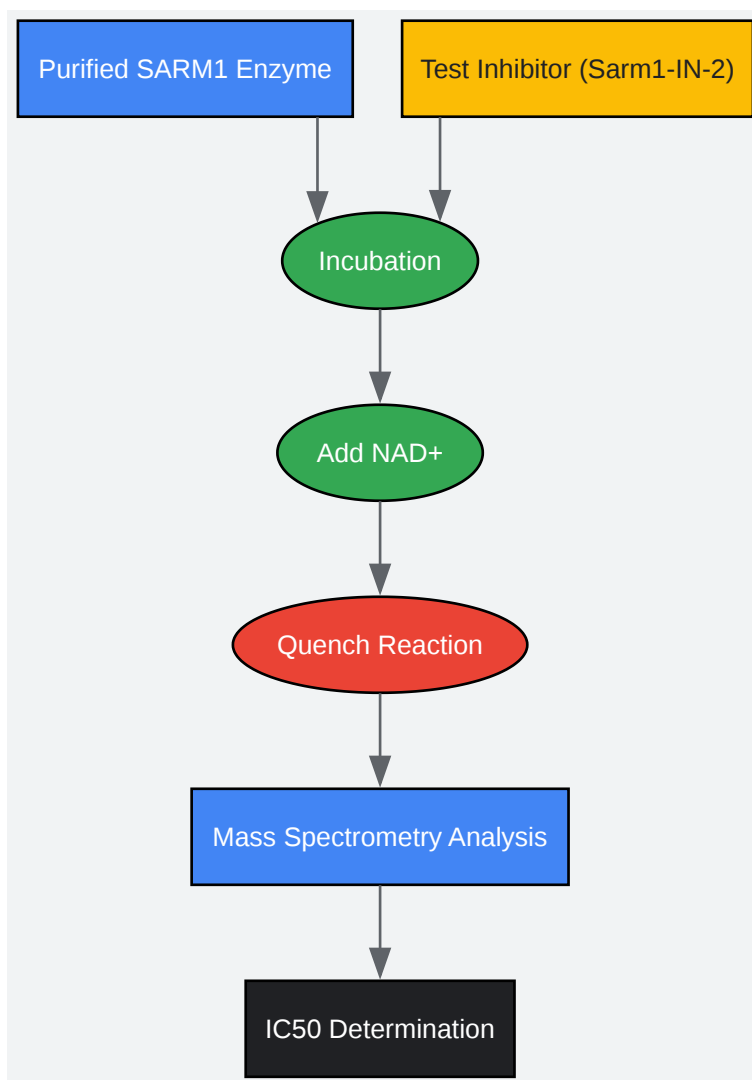 Purified SARM1 Enzyme
Test Inhibitor (Sarm1-IN-2)
Incubation
Add NAD+
Quench Reaction
Mass Spectrometry Analysis
IC50 Determination